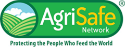 AgriSafe®
NETWORK
Protecting the People Who Feed the World